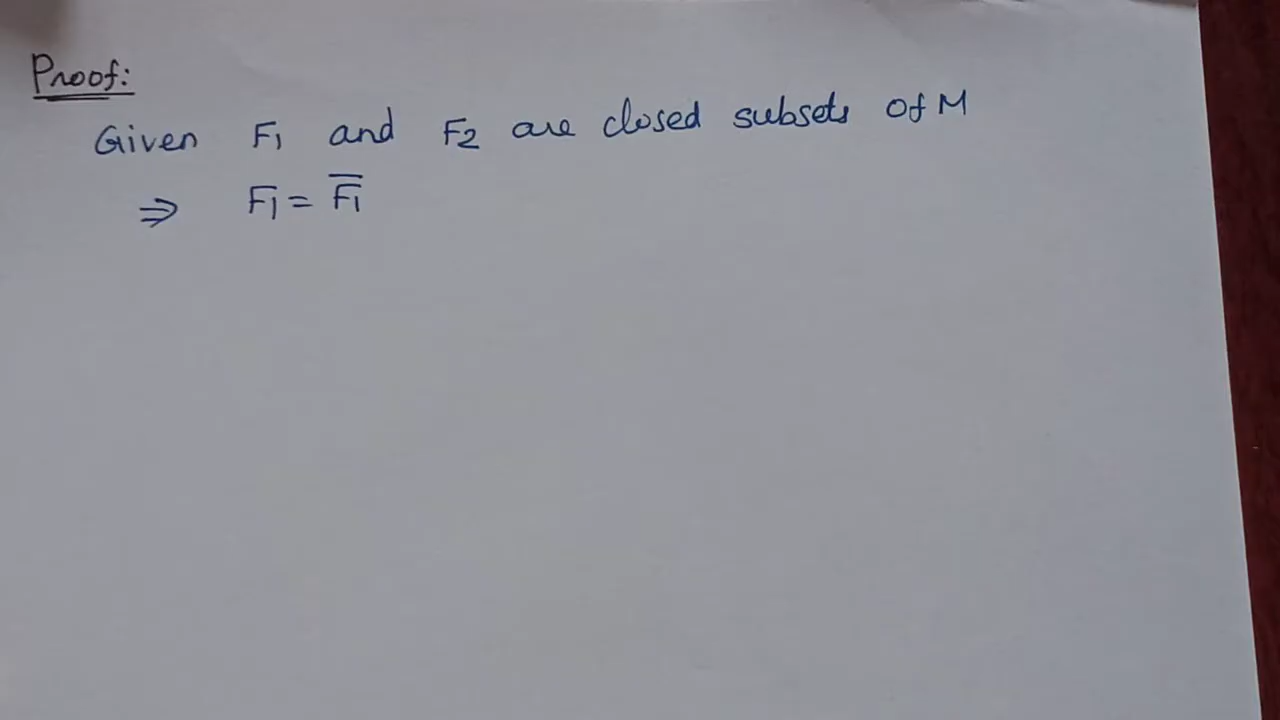 Proof:
Given F1 and F2 are closed subsets of M
⇒ F1 = F̅1̅